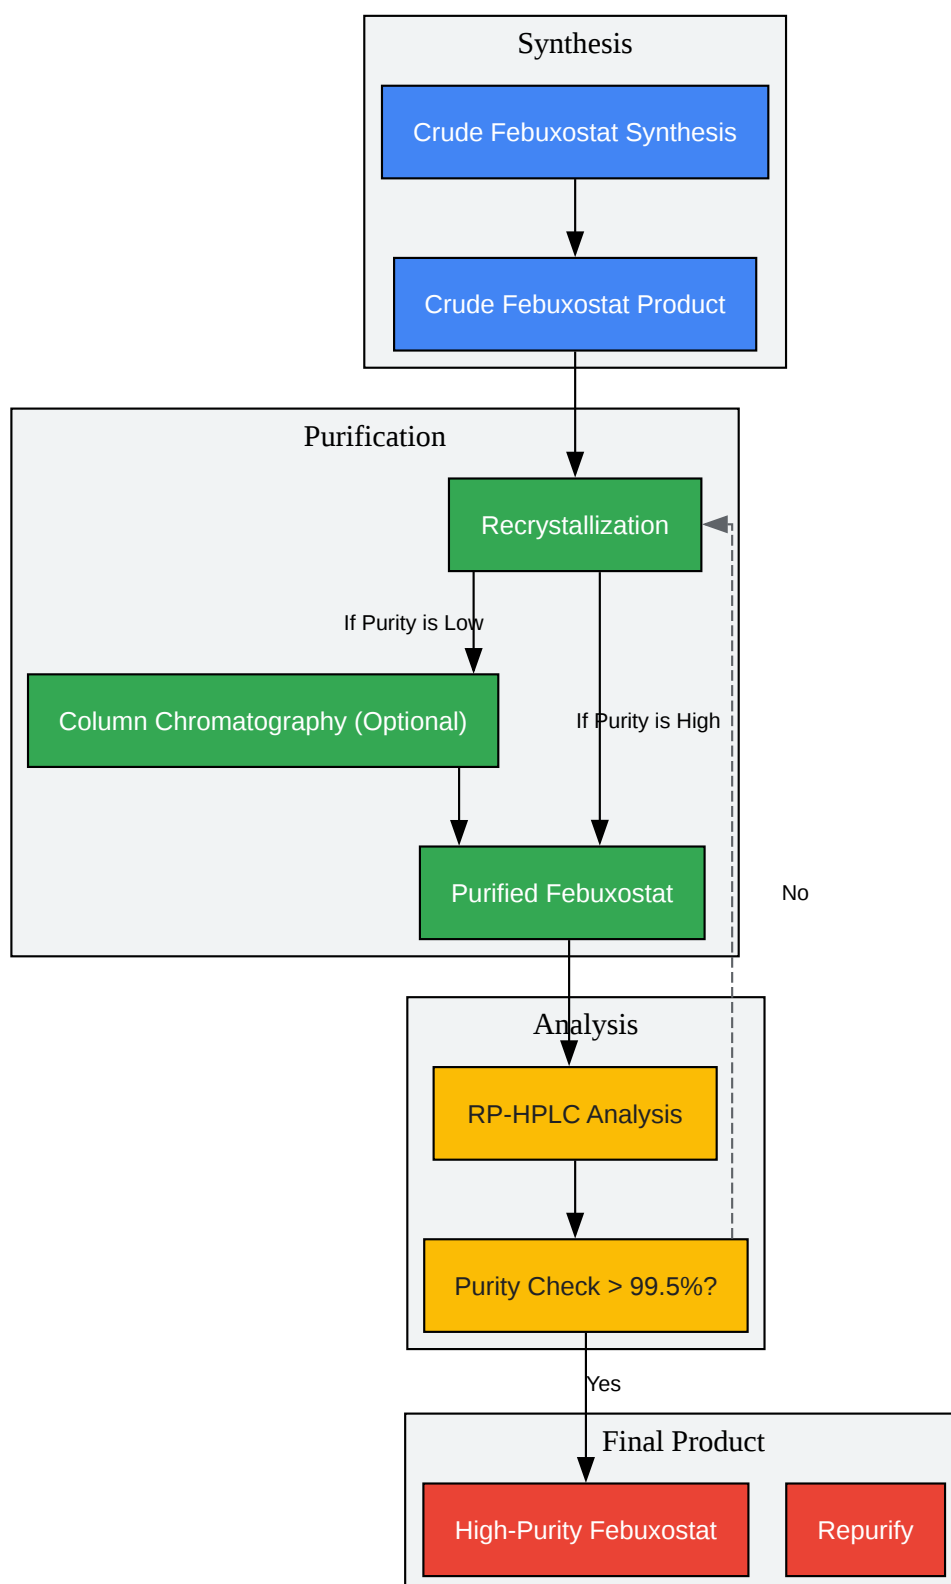 Synthesis
Crude Febuxostat Synthesis
Crude Febuxostat Product
Purification
Recrystallization
If Purity is Low
Column Chromatography (Optional)
If Purity is High
Purified Febuxostat
No
Analysis
RP-HPLC Analysis
Purity Check > 99.5%?
Yes
Final Product
High-Purity Febuxostat
Repurify